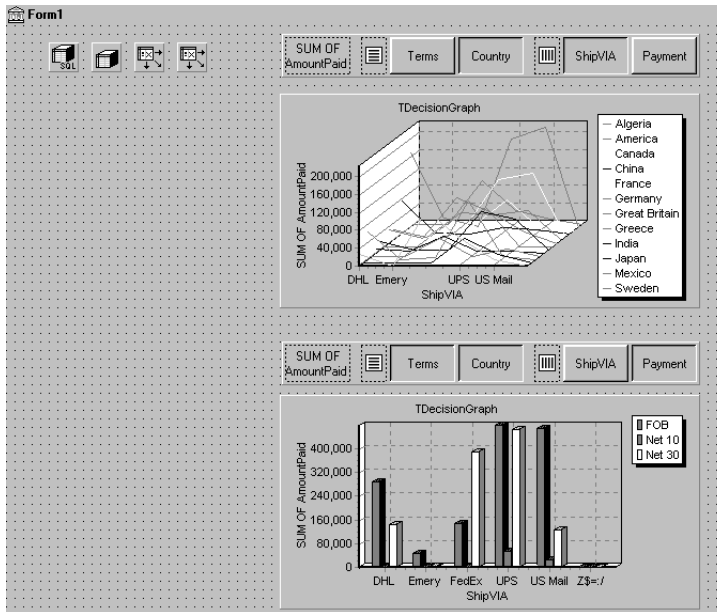 Form1
SQL
SUM OF
AmountPaid
Terms
Country
ShipVIA
Payment
TDecisionGraph
SUM OF AmountPaid
200,000
160,000
120,000
80,000
40,000
0
DHL Emery UPS US Mail
ShipVIA
Algeria
America
Canada
China
France
Germany
Great Britain
Greece
India
Japan
Mexico
Sweden
SUM OF
AmountPaid
Terms
Country
ShipVIA
Payment
TDecisionGraph
SUM OF AmountPaid
400,000
320,000
240,000
160,000
80,000
0
DHL Emery FedEx UPS US Mail Z$=:/
ShipVIA
FOB
Net 10
Net 30